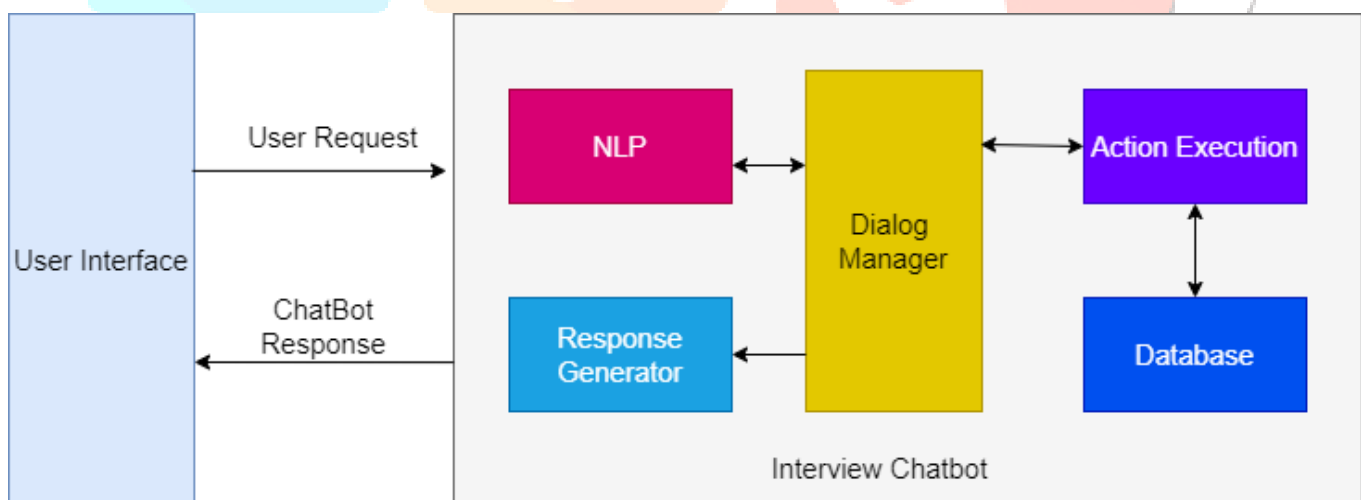 User Interface
User Request
ChatBot
Response
NLP
Response
Generator
Dialog
Manager
Action Execution
Database
Interview Chatbot